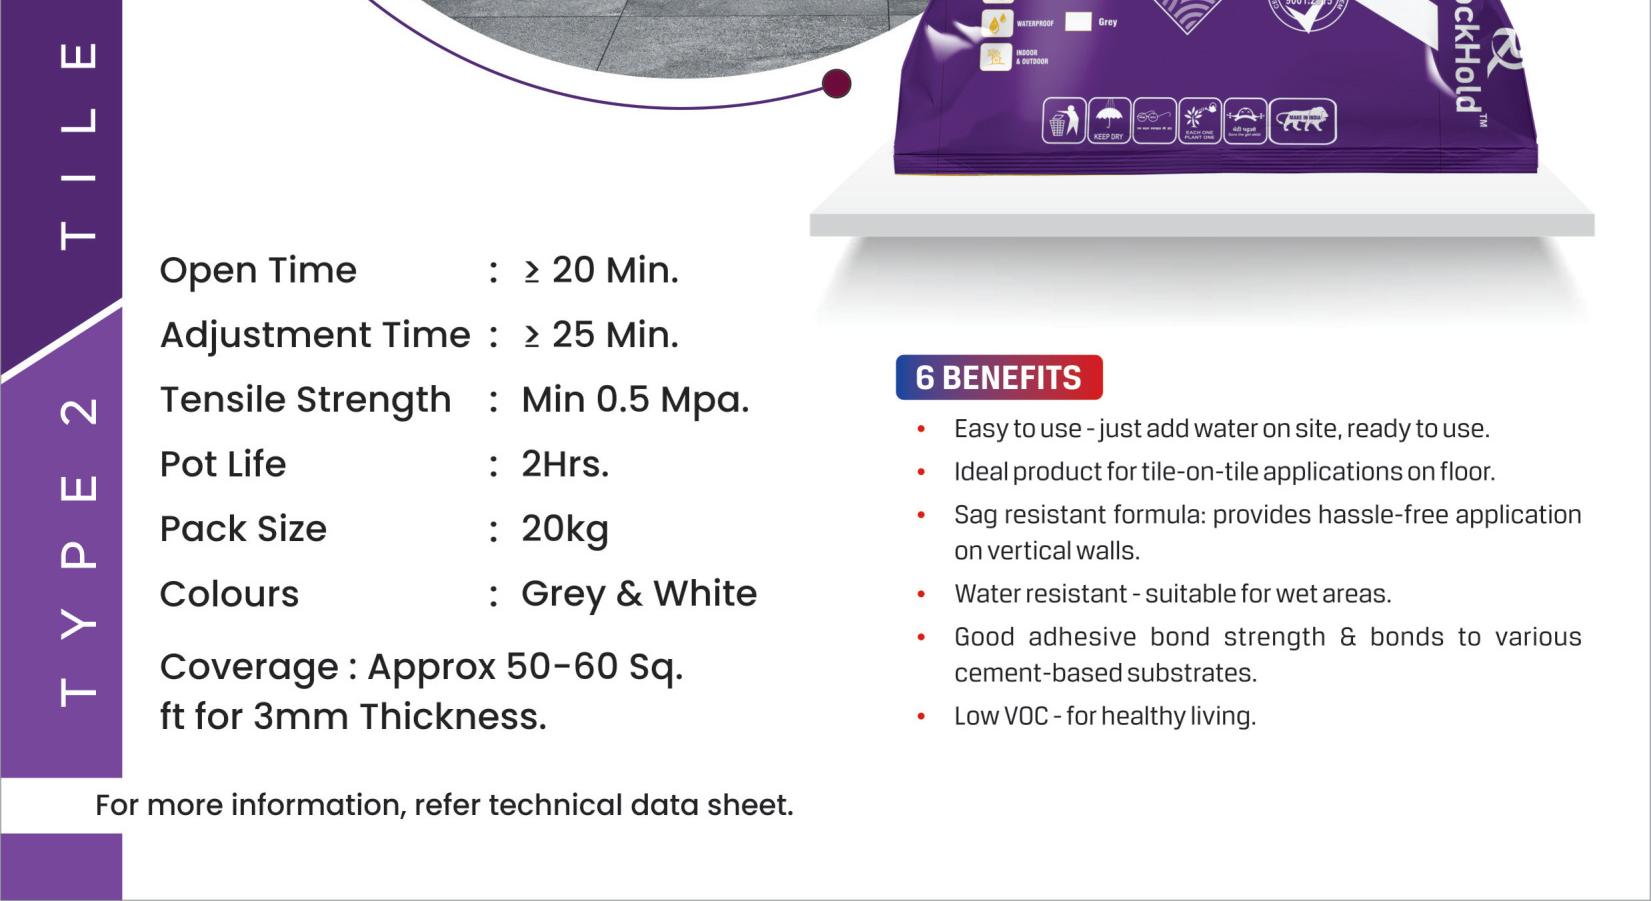 TILE
TYPE 2
WATERPROOF
Grey
INDOOR
& OUTDOOR
ockHold™
KEEP DRY
EACH ONE
PLANT ONE
MAKE IN INDIA
Open Time : ≥ 20 Min.
Adjustment Time : ≥ 25 Min.
Tensile Strength : Min 0.5 Mpa.
Pot Life : 2Hrs.
Pack Size : 20kg
Colours : Grey & White
Coverage : Approx 50-60 Sq.
ft for 3mm Thickness.
6 BENEFITS
• Easy to use - just add water on site, ready to use.
• Ideal product for tile-on-tile applications on floor.
• Sag resistant formula: provides hassle-free application
on vertical walls.
• Water resistant - suitable for wet areas.
• Good adhesive bond strength & bonds to various
cement-based substrates.
• Low VOC - for healthy living.
For more information, refer technical data sheet.